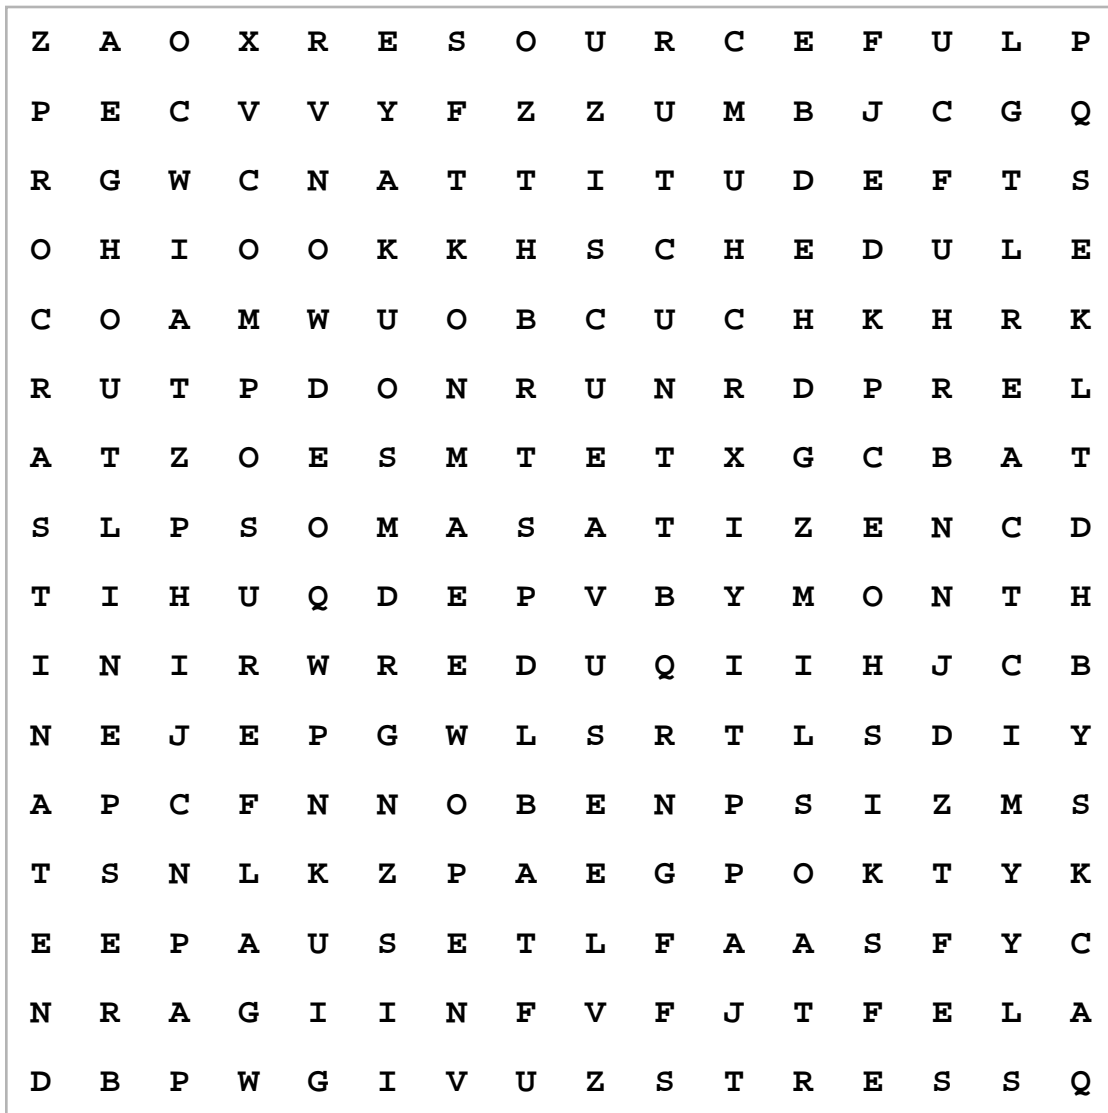 Z A O X R E S O U R C E F U L P
P E C V V Y F Z Z U M B J C G Q
R G W C N A T T I T U D E F T S
O H I O O K K H S C H E D U L E
C O A M W U O B C U C H K H R K
R U T P D O N R U N R D P R E L
A T Z O E S M T E T X G C B A T
S L P S O M A S A T I Z E N C D
T I H U Q D E P V B Y M O N T H
I N I R W R E D U Q I I H J C B
N E J E P G W L S R T L S D I Y
A P C F N N O B E N P S I Z M S
T S N L K Z P A E G P O K T Y K
E E P A U S E T L F A A S F Y C
N R A G I I N F V F J T F E L A
D B P W G I V U Z S T R E S S Q